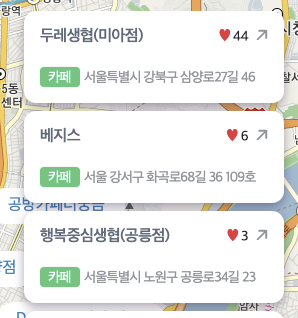 두레생협(미아점)
44
카페 서울특별시 강북구 삼양로27길 46
5동
센터
베지스
6
카페 서울 강서구 화곡로68길 36 109호
행복중심생협(공릉점)
3
점
카페 서울특별시 노원구 공릉로34길 23
암사